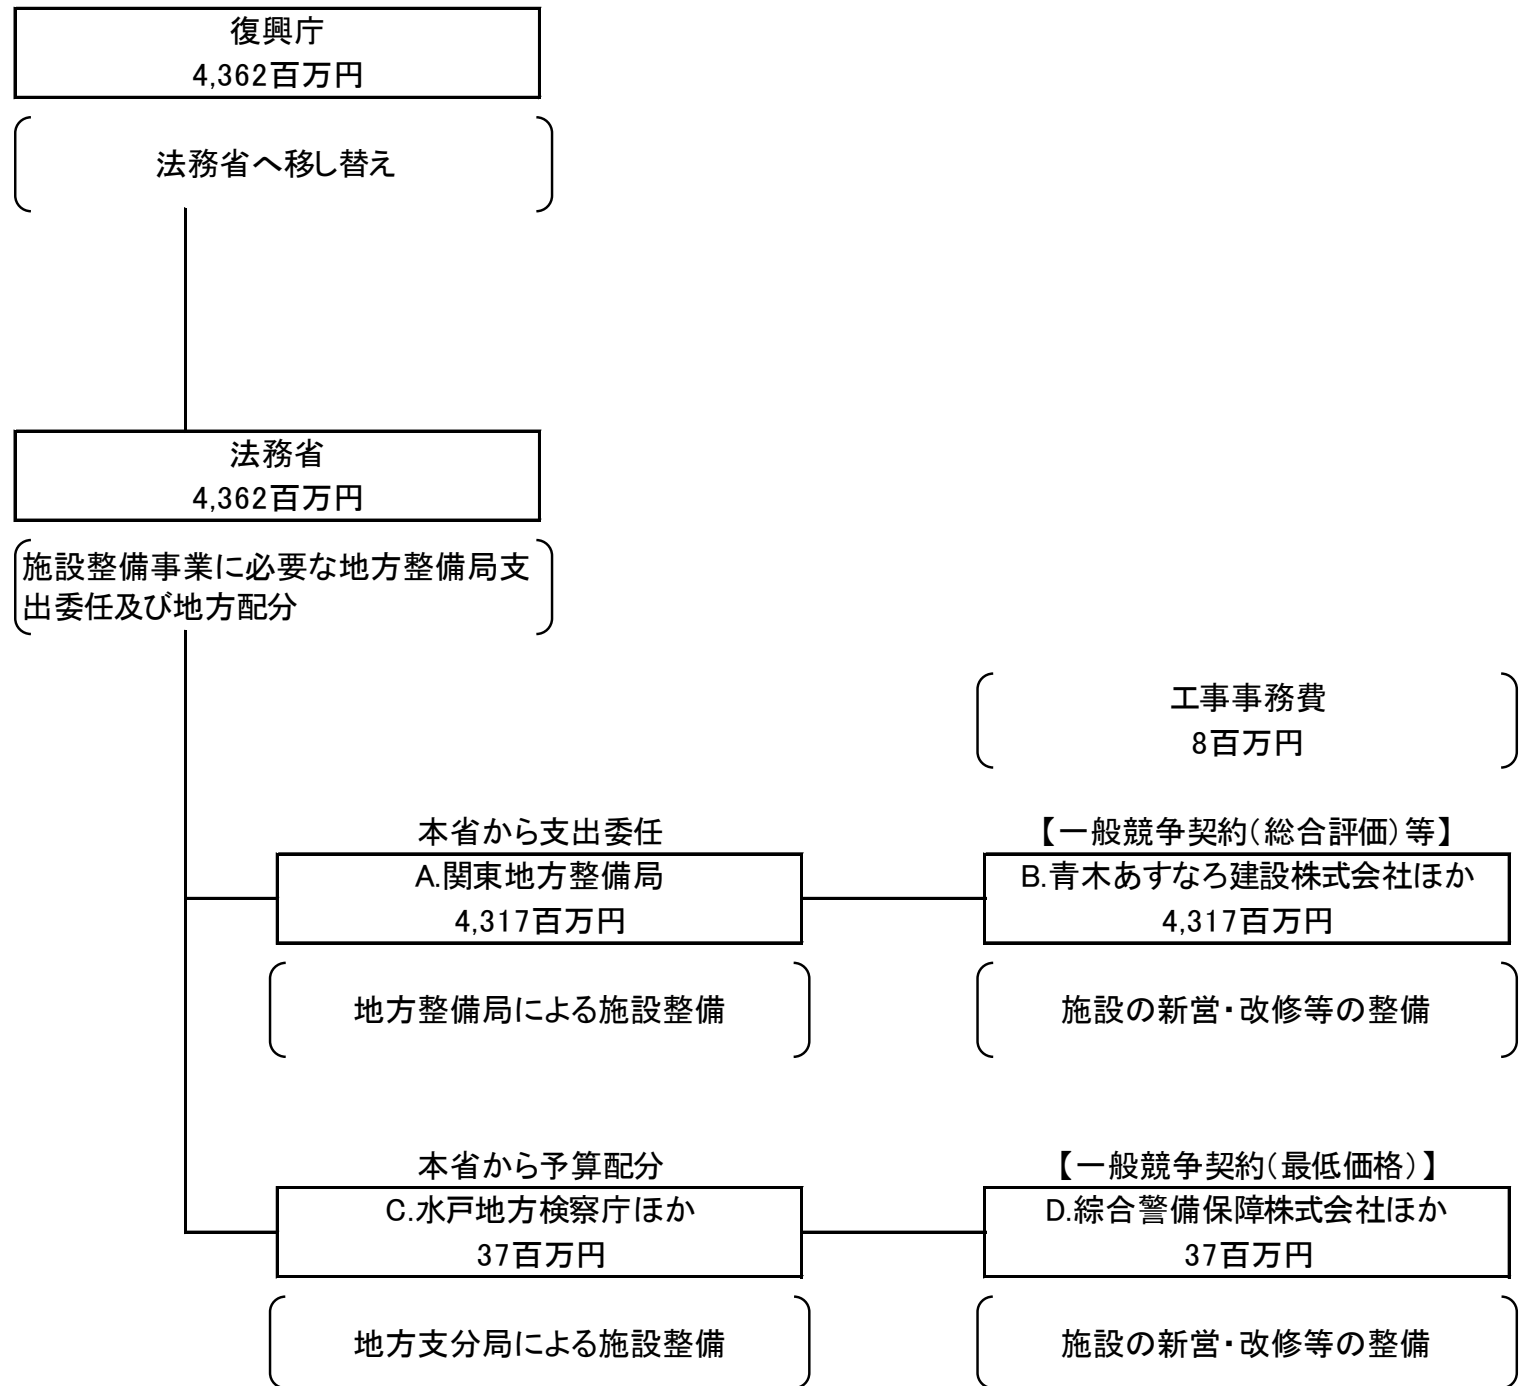 復興庁
4,362百万円
法務省へ移し替え
法務省
4,362百万円
施設整備事業に必要な地方整備局支
出委任及び地方配分
工事事務費
8百万円
本省から支出委任
A.関東地方整備局
4,317百万円
地方整備局による施設整備
【一般競争契約(総合評価)等】
B.青木あすなろ建設株式会社ほか
4,317百万円
施設の新営・改修等の整備
本省から予算配分
C.水戸地方検察庁ほか
37百万円
地方支分局による施設整備
【一般競争契約(最低価格)】
D.綜合警備保障株式会社ほか
37百万円
施設の新営・改修等の整備